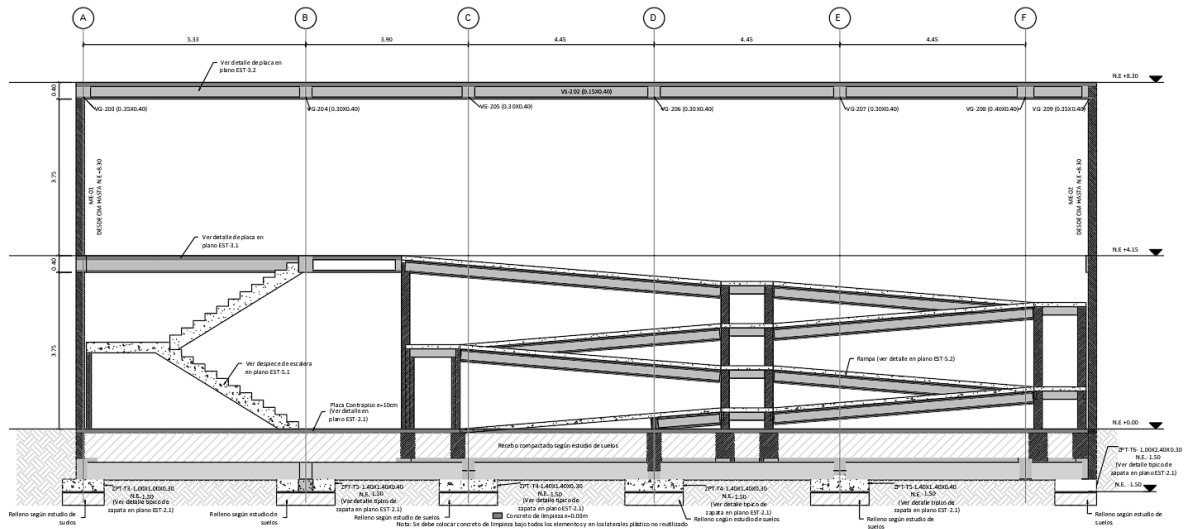 A B C D E F
5.33 3.90 4.45 4.45 4.45
Ver detalle de placa en
plano EST-3.2
N.E +8.30
0.40
VS-202 (0.15X0.40)
VG-203 (0.35X0.40)
VG-204 (0.30X0.40)
VG-205 (0.30X0.40)
VG-206 (0.30X0.40)
VG-207 (0.30X0.40)
VG-208 (0.40X0.40)
VG-209 (0.35X0.40)
3.75
ME-01
DESDE CIM HASTA N.E +8.30
ME-02
DESDE CIM HASTA N.E +8.30
Ver detalle de placa en
plano EST-3.1
N.E +4.15
0.40
3.75
Ver despiece de escalera
en plano EST-5.1
Rampa (ver detalle en plano EST-5.2)
Placa Contrapiso e=10cm
(Ver detalle en
plano EST-2.1)
N.E +0.00
Recebo compactado según estudio de suelos
ZPT-T6- 1.00X2.40X0.30
N.E.-1.50
(Ver detalle típico de
zapata en plano EST-2.1)
N.E. -1.50
ZPT-T3-1.00X1.00X0.30
N.E.-1.50
(Ver detalle típico de
zapata en plano EST-2.1)
Relleno según estudio de
suelos
ZPT-T5-1.40X1.40X0.40
N.E. -1.50
(Ver detalle típico de
zapata en plano EST-2.1)
Relleno según estudio de
suelos
ZPT-T4-1.40X1.40X0.30
N.E.-1.50
(Ver detalle típico de
zapata en plano EST-2.1)
Relleno según estudio de suelos
ZPT-T4-1.40X1.40X0.30
N.E.-1.50
(Ver detalle típico de
zapata en plano EST-2.1)
Relleno según estudio de suelos
ZPT-T5-1.40X1.40X0.40
N.E.-1.50
(Ver detalle típico de
zapata en plano EST-2.1)
Relleno según estudio de
suelos
Relleno según estudio de
suelos
Concreto de limpieza e=0.03m
Nota: Se debe colocar concreto de limpieza bajo todos los elemento y en los laterales plástico no reutilizado